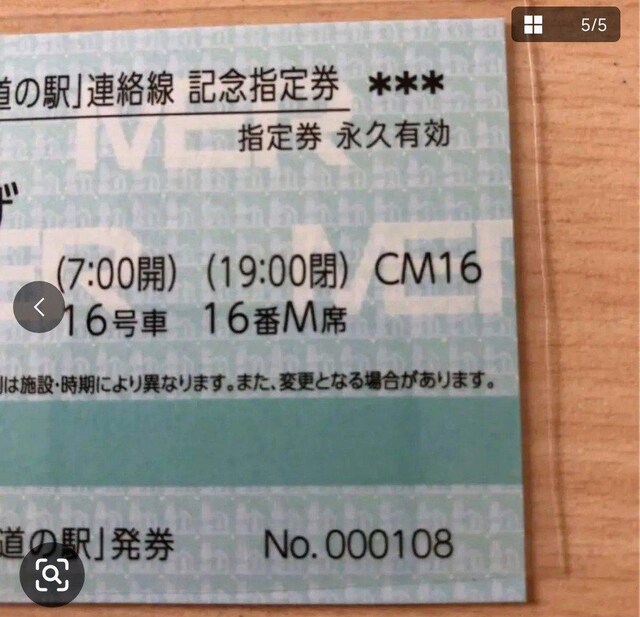 5/5
道の駅」連絡線 記念指定券 ***
指定券 永久有効
ザ
(7:00開) (19:00閉) CM16
16号車 16番M席
は施設・時期により異なります。また、変更となる場合があります。
道の駅」発券 No.000108